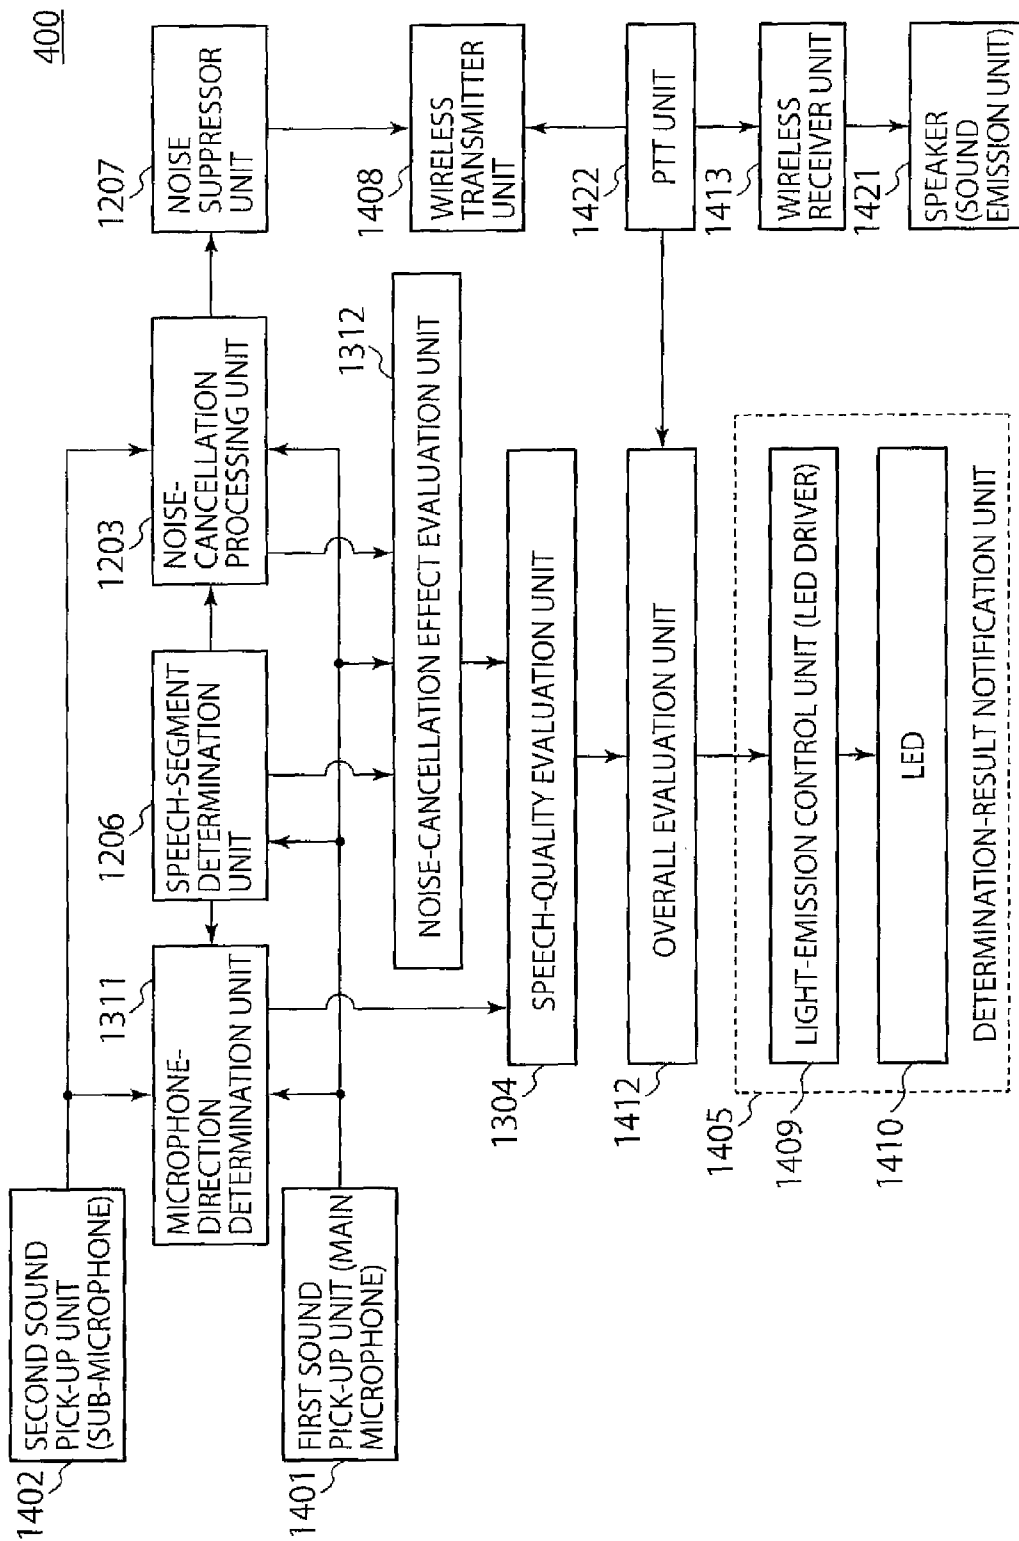 400
1402
SECOND SOUND
PICK-UP UNIT
(SUB-MICROPHONE)
1311
MICROPHONE-
DIRECTION
DETERMINATION UNIT
1401
FIRST SOUND
PICK-UP UNIT (MAIN
MICROPHONE)
1206
SPEECH-SEGMENT
DETERMINATION
UNIT
1203
NOISE-
CANCELLATION
PROCESSING UNIT
1207
NOISE
SUPPRESSOR
UNIT
1312
NOISE-CANCELLATION EFFECT EVALUATION UNIT
1408
WIRELESS
TRANSMITTER
UNIT
1304
SPEECH-QUALITY EVALUATION UNIT
1412
OVERALL EVALUATION UNIT
1422
PTT UNIT
1413
WIRELESS
RECEIVER UNIT
1421
SPEAKER
(SOUND
EMISSION UNIT)
1405
1409
LIGHT-EMISSION CONTROL UNIT (LED DRIVER)
1410
LED
DETERMINATION-RESULT NOTIFICATION UNIT